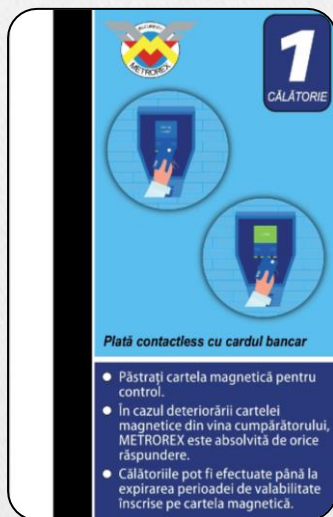 BUCUREȘTI
METROREX
1
CĂLĂTORIE
Plată contactless cu cardul bancar
Păstrați cartela magnetică pentru
control.
În cazul deteriorării cartelei
magnetice din vina cumpărătorului,
METROREX este absolvită de orice
răspundere.
Călătoriile pot fi efectuate până la
expirarea perioadei de valabilitate
înscrise pe cartela magnetică.